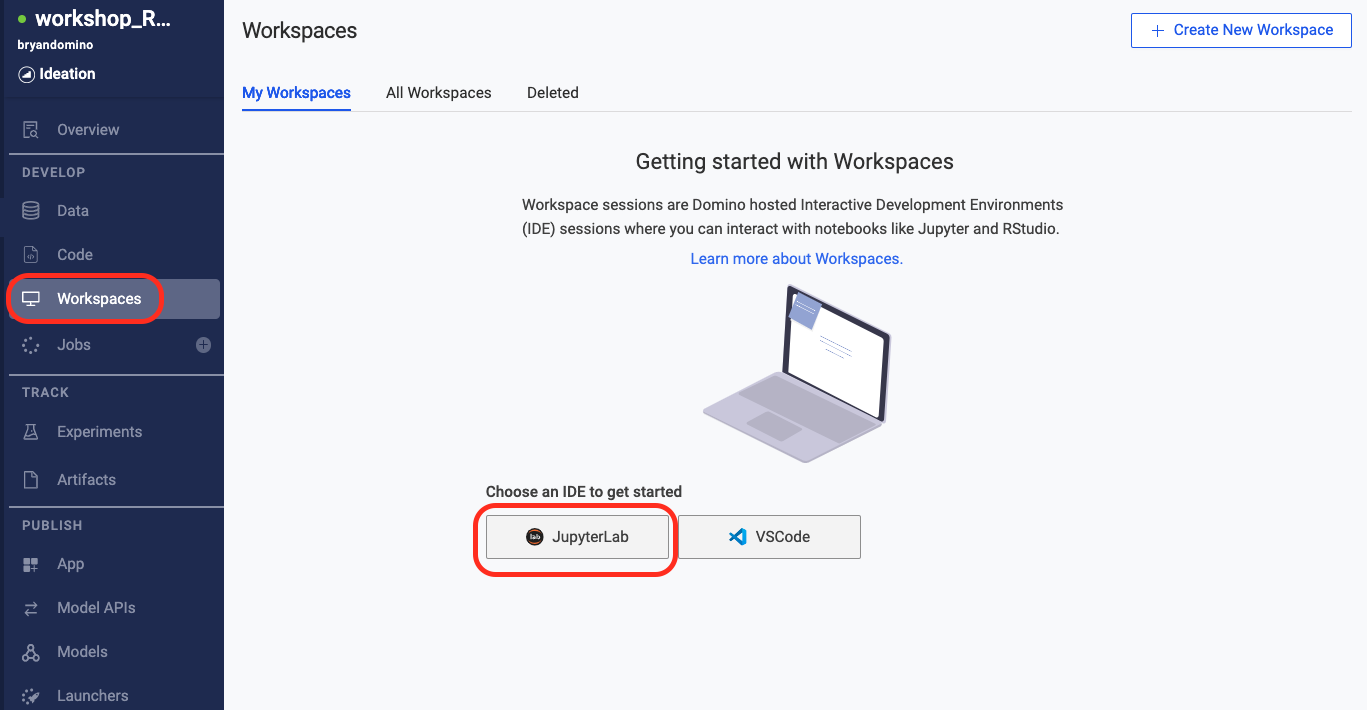 workshop_R...
bryandomino
Ideation
Overview
DEVELOP
Data
Code
Workspaces
Jobs
TRACK
Experiments
Artifacts
PUBLISH
App
Model APIs
Models
Launchers
Workspaces
+ Create New Workspace
My Workspaces All Workspaces Deleted
Getting started with Workspaces
Workspace sessions are Domino hosted Interactive Development Environments
(IDE) sessions where you can interact with notebooks like Jupyter and RStudio.
Learn more about Workspaces.
Choose an IDE to get started
lab JupyterLab
VSCode